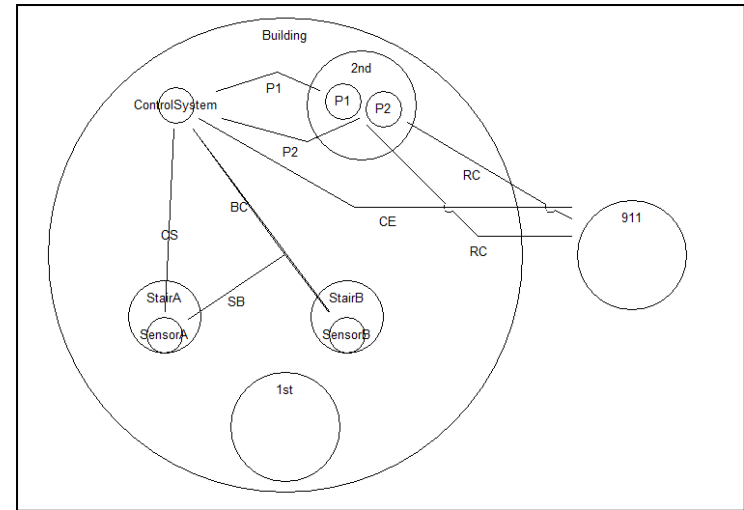 Building
2nd
P1
P1
P2
ControlSystem
P2
RC
BC
CE
911
CS
RC
StairA
SB
StairB
SensorA
SensorB
1st